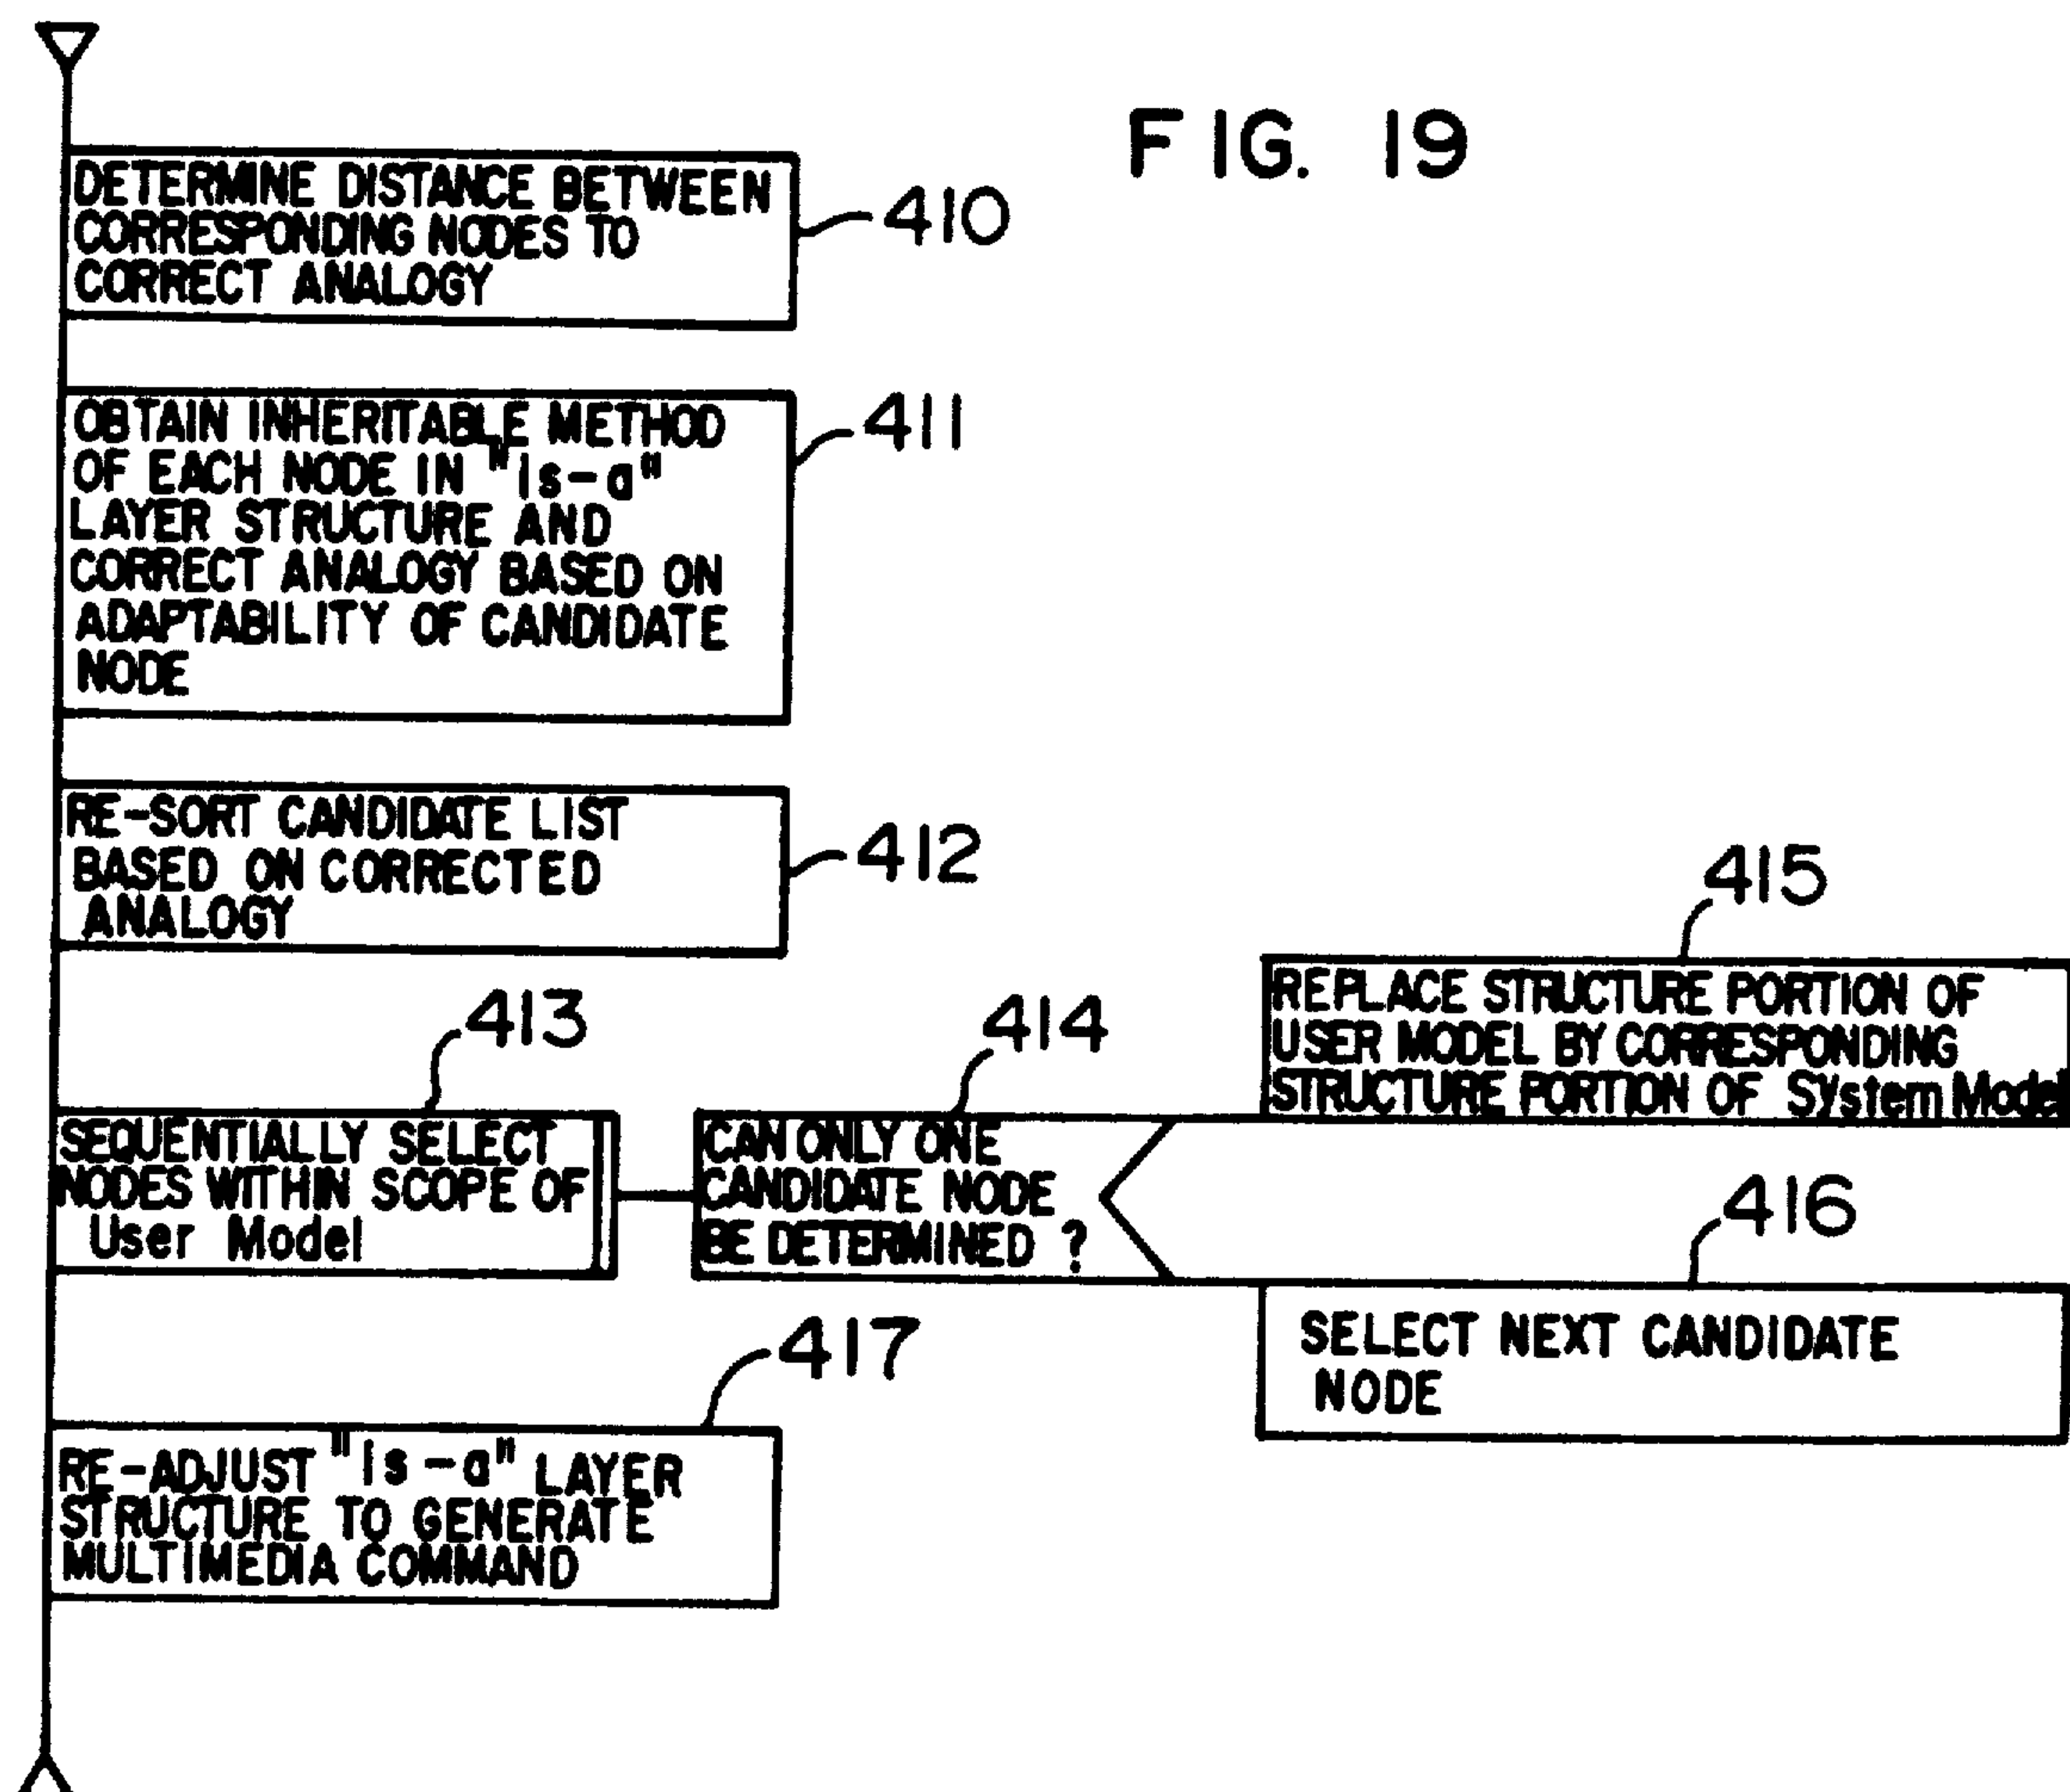 FIG. 19
DETERMINE DISTANCE BETWEEN
CORRESPONDING NODES TO
CORRECT ANALOGY
410
OBTAIN INHERITABLE METHOD
OF EACH NODE IN "is-a"
LAYER STRUCTURE AND
CORRECT ANALOGY BASED ON
ADAPTABILITY OF CANDIDATE
NODE
411
RE-SORT CANDIDATE LIST
BASED ON CORRECTED
ANALOGY
412
413
SEQUENTIALLY SELECT
NODES WITHIN SCOPE OF
User Model
414
CAN ONLY ONE
CANDIDATE NODE
BE DETERMINED ?
415
REPLACE STRUCTURE PORTION OF
USER MODEL BY CORRESPONDING
STRUCTURE PORTION OF System Model
416
SELECT NEXT CANDIDATE
NODE
417
RE-ADJUST "is-a" LAYER
STRUCTURE TO GENERATE
MULTIMEDIA COMMAND